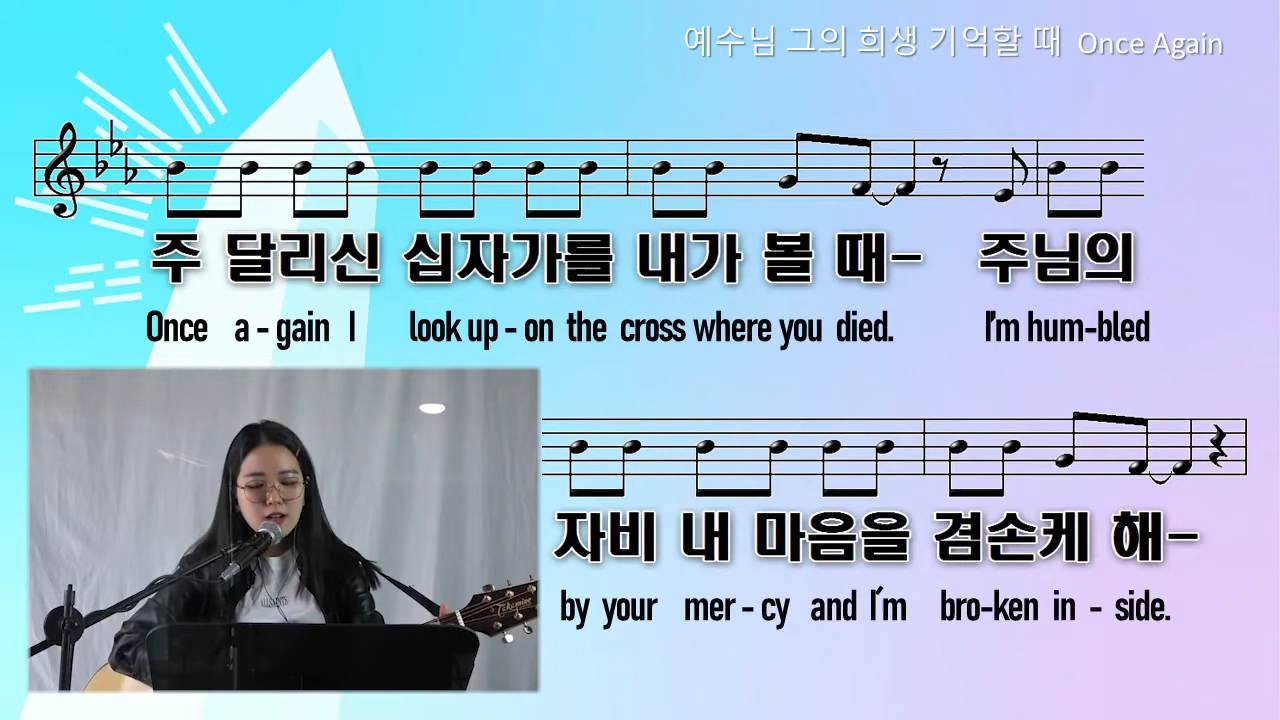 예수님 그의 희생 기억할 때 Once Again
주 달리신 십자가를 내가 볼 때- 주님의
Once a - gain I look up - on the cross where you died. I'm hum-bled
자비 내 마음을 겸손케 해-
by your mer - cy and I'm bro-ken in - side.
Takamine